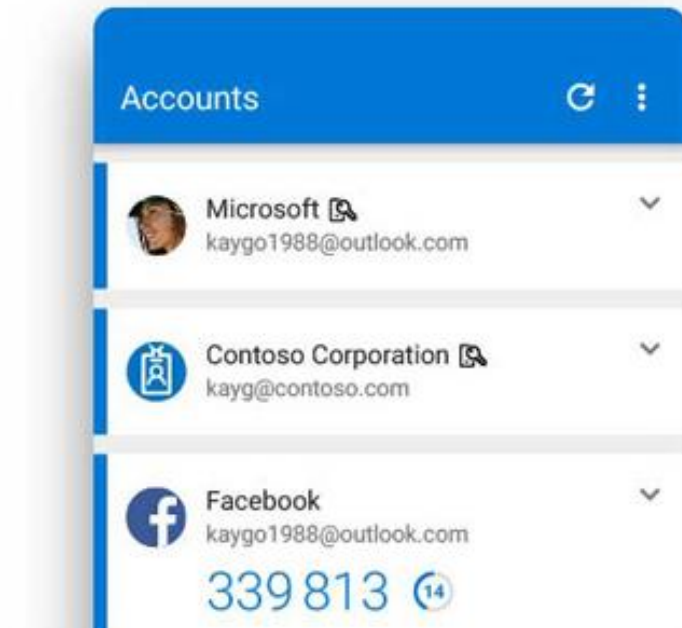 Accounts
Microsoft
kaygo1988@outlook.com
Contoso Corporation
kayg@contoso.com
Facebook
kaygo1988@outlook.com
339 813 14